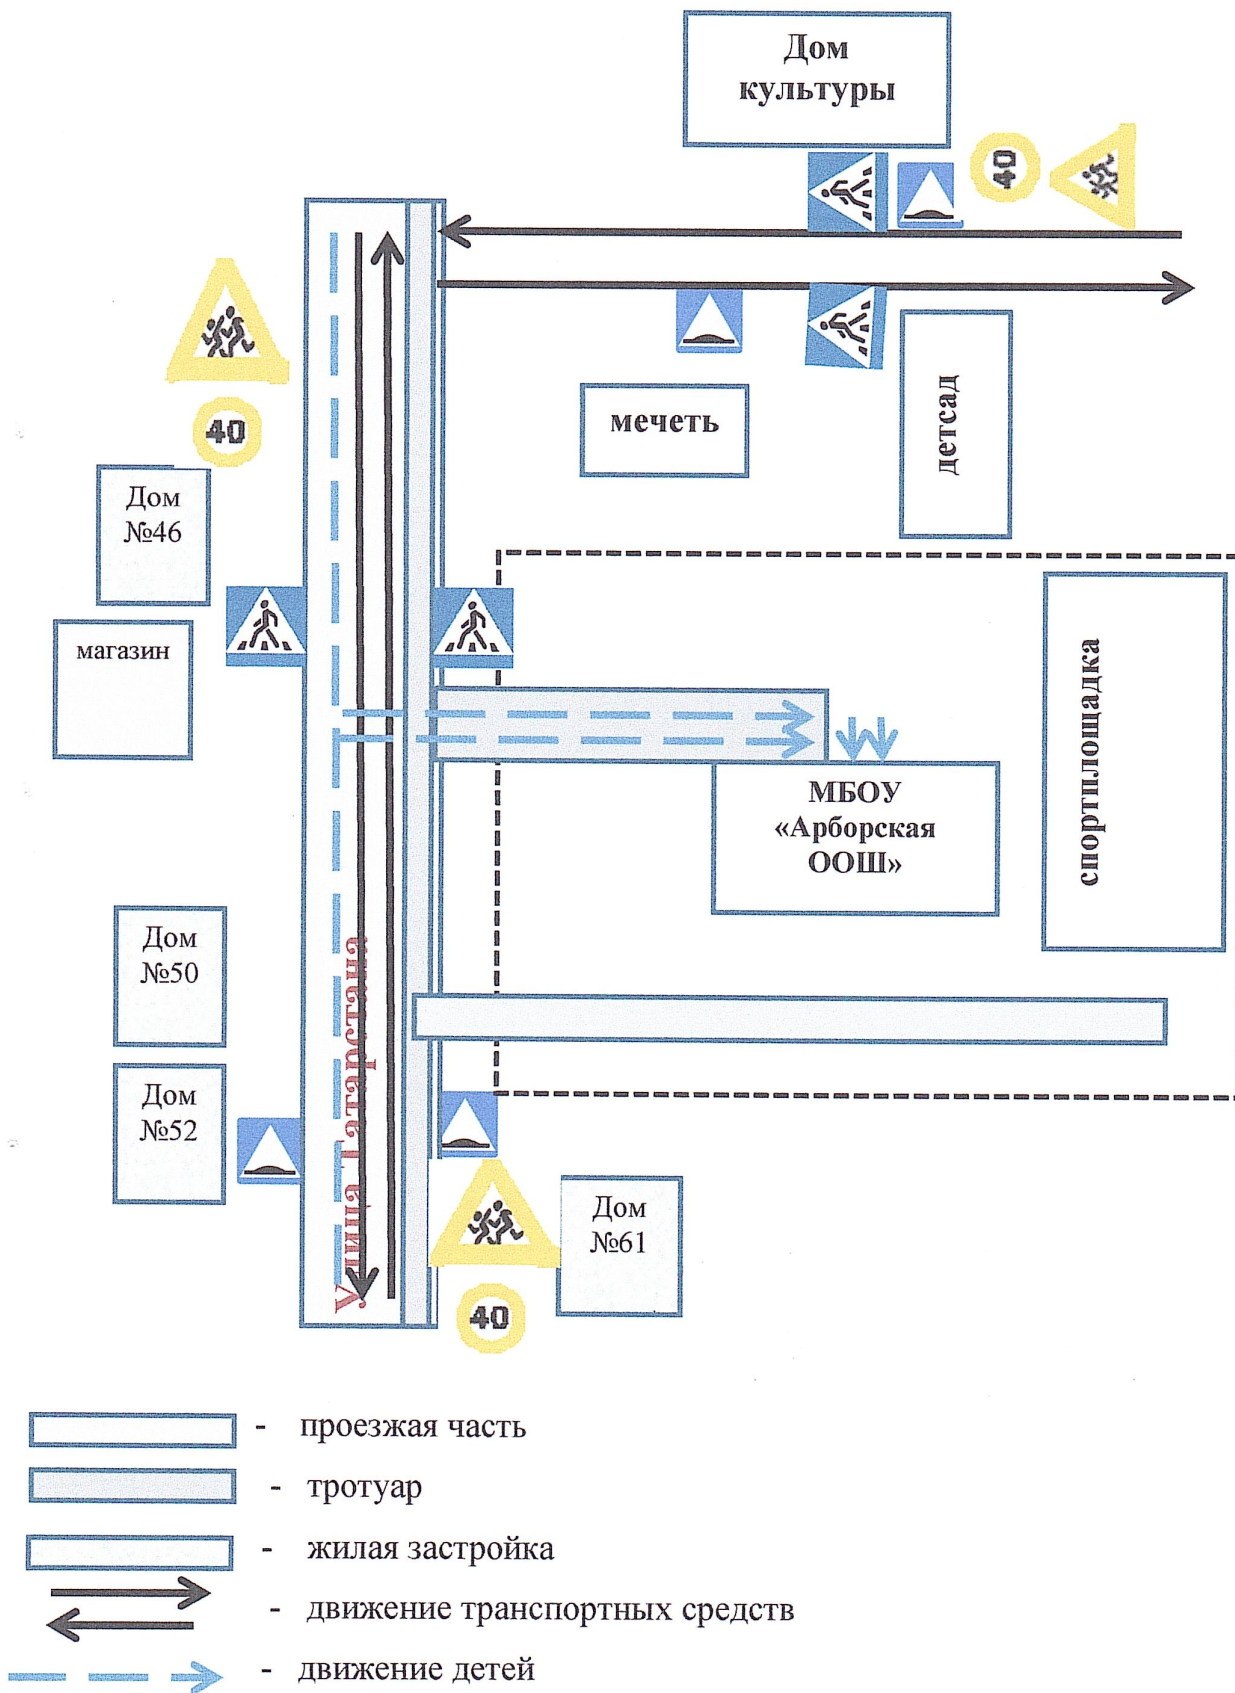 Дом
культуры
40
40
мечеть
детсад
Дом
№46
магазин
спортплощадка
МБОУ
«Арборская
ООШ»
Дом
№50
Дом
№52
Улица Татарстана
Дом
№61
40
- проезжая часть
- тротуар
- жилая застройка
- движение транспортных средств
- движение детей